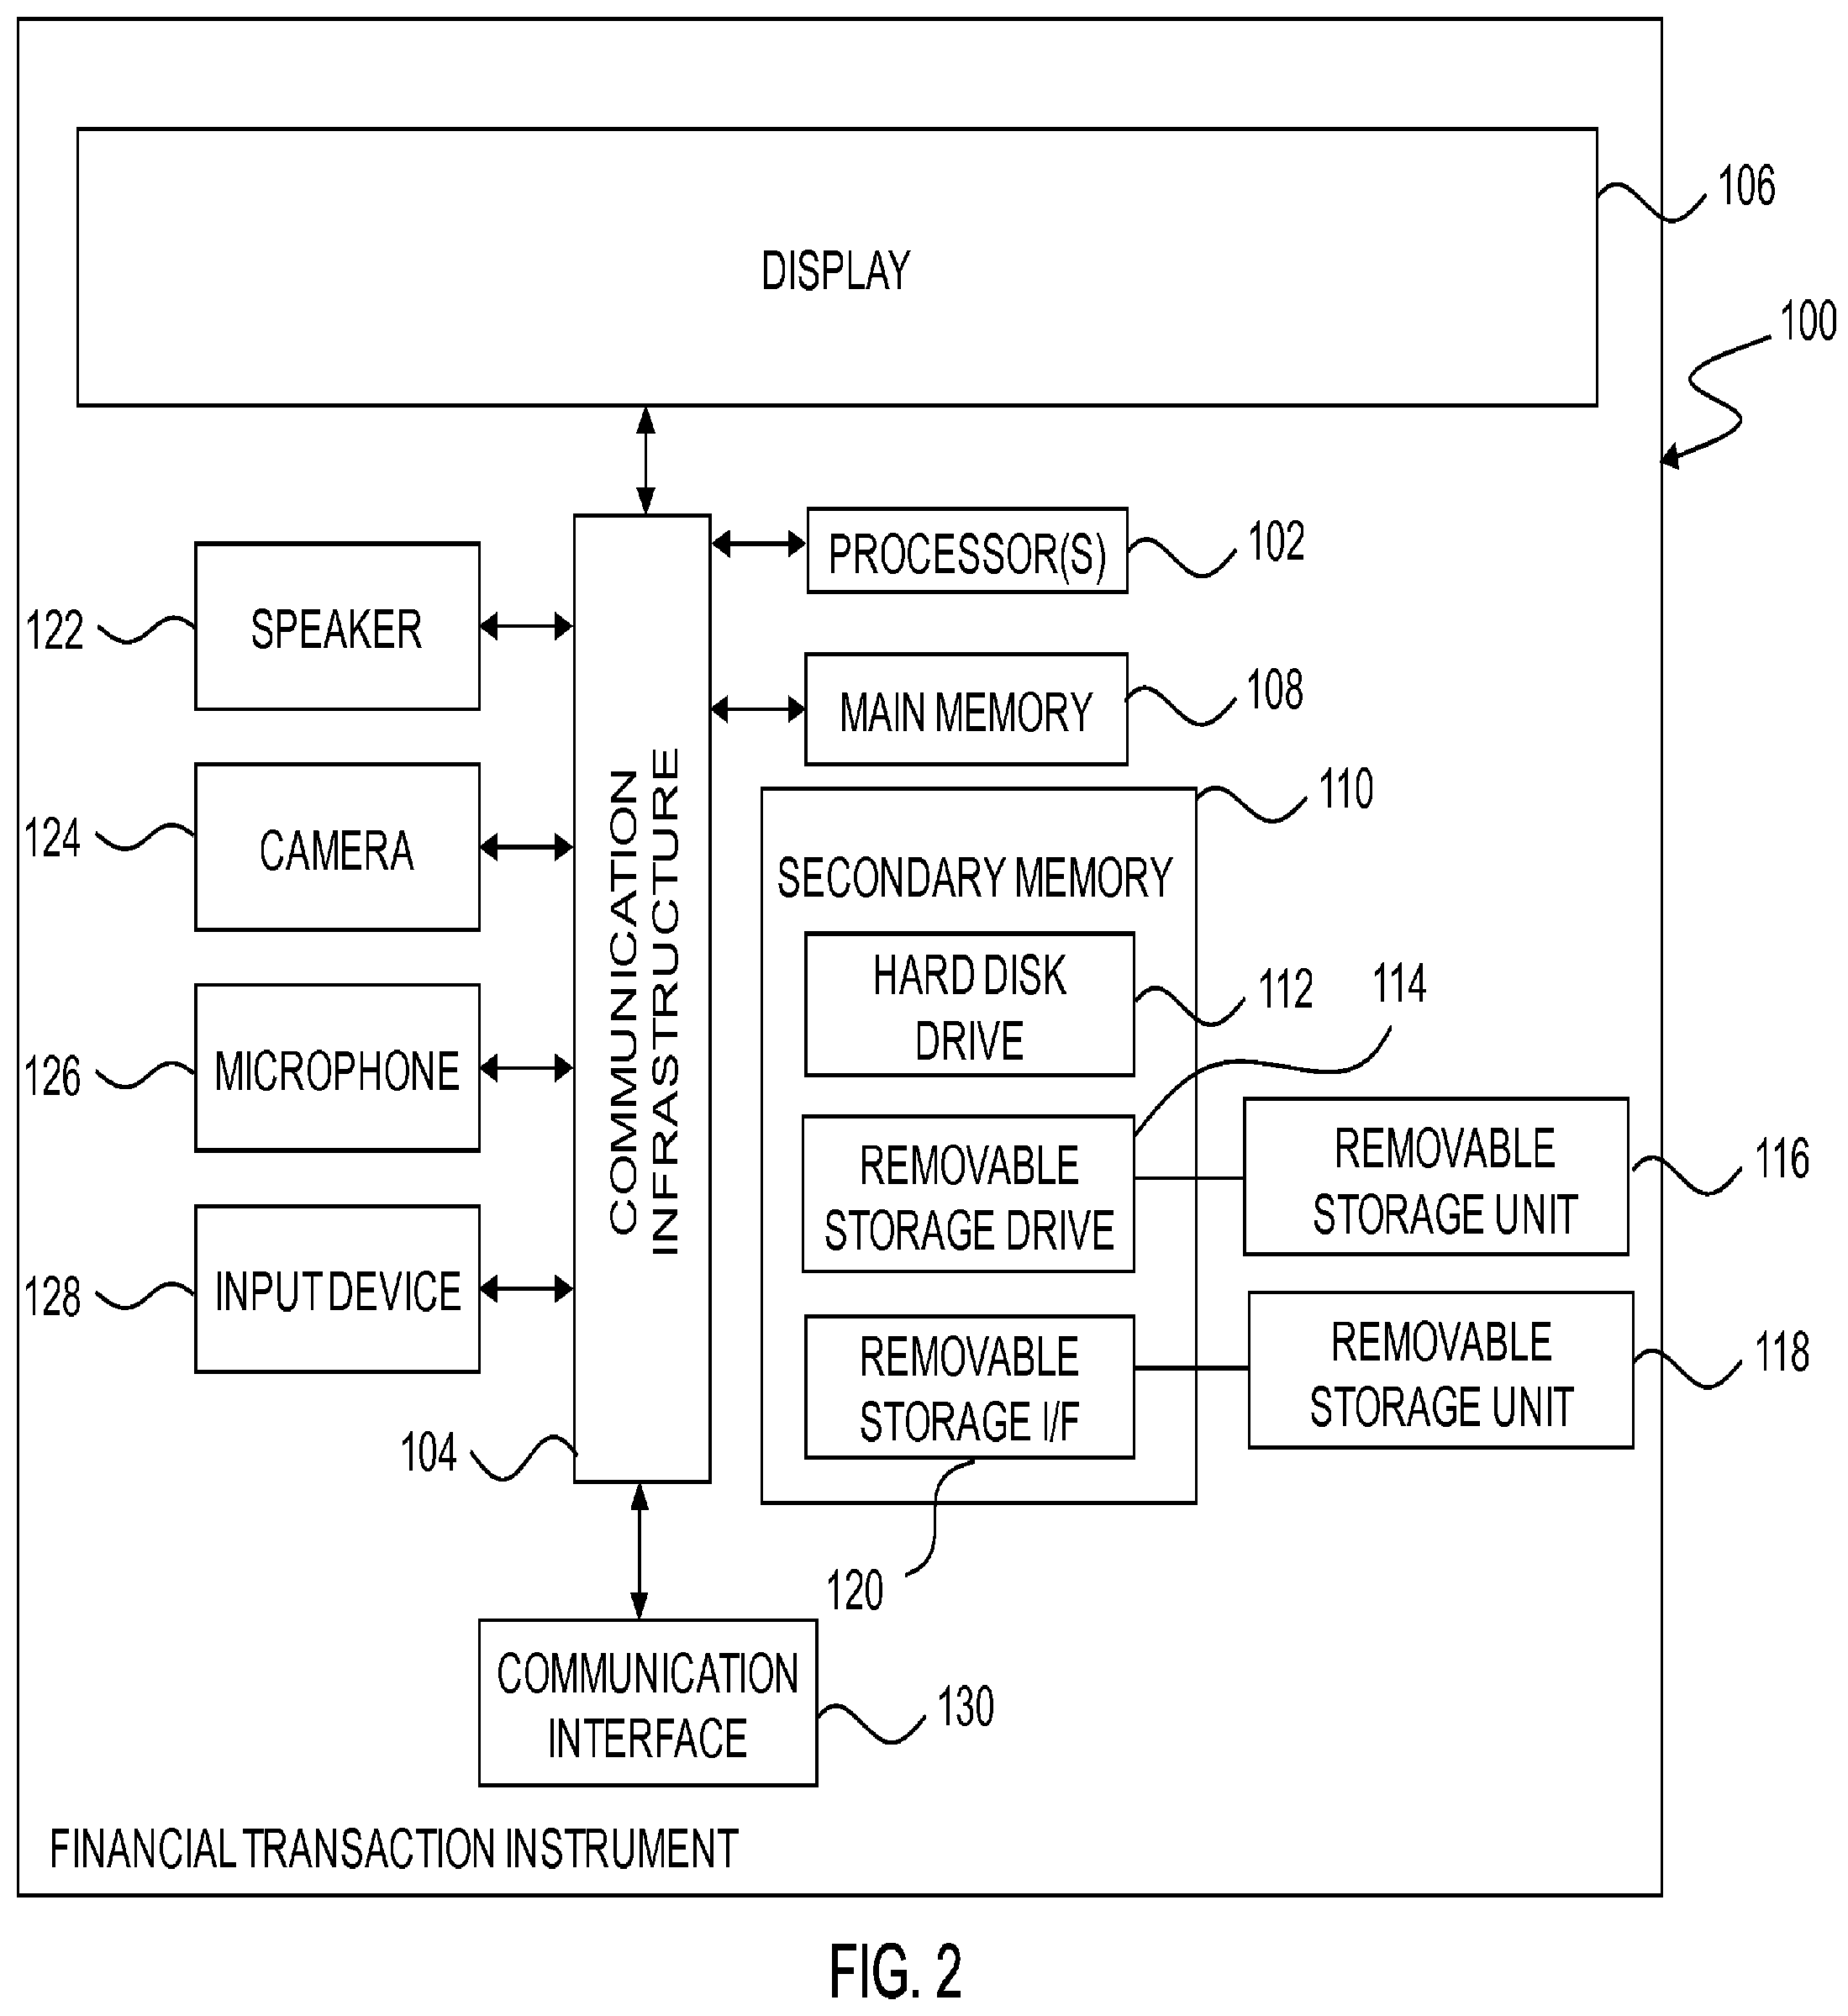 106
DISPLAY
100
PROCESSOR(S)
102
122
SPEAKER
MAIN MEMORY
108
110
124
CAMERA
COMMUNICATION
INFRASTRUCTURE
SECONDARY MEMORY
HARD DISK
DRIVE
112
114
126
MICROPHONE
REMOVABLE
STORAGE DRIVE
REMOVABLE
STORAGE UNIT
116
128
INPUT DEVICE
REMOVABLE
STORAGE I/F
REMOVABLE
STORAGE UNIT
118
104
120
COMMUNICATION
INTERFACE
130
FINANCIAL TRANSACTION INSTRUMENT
FIG. 2